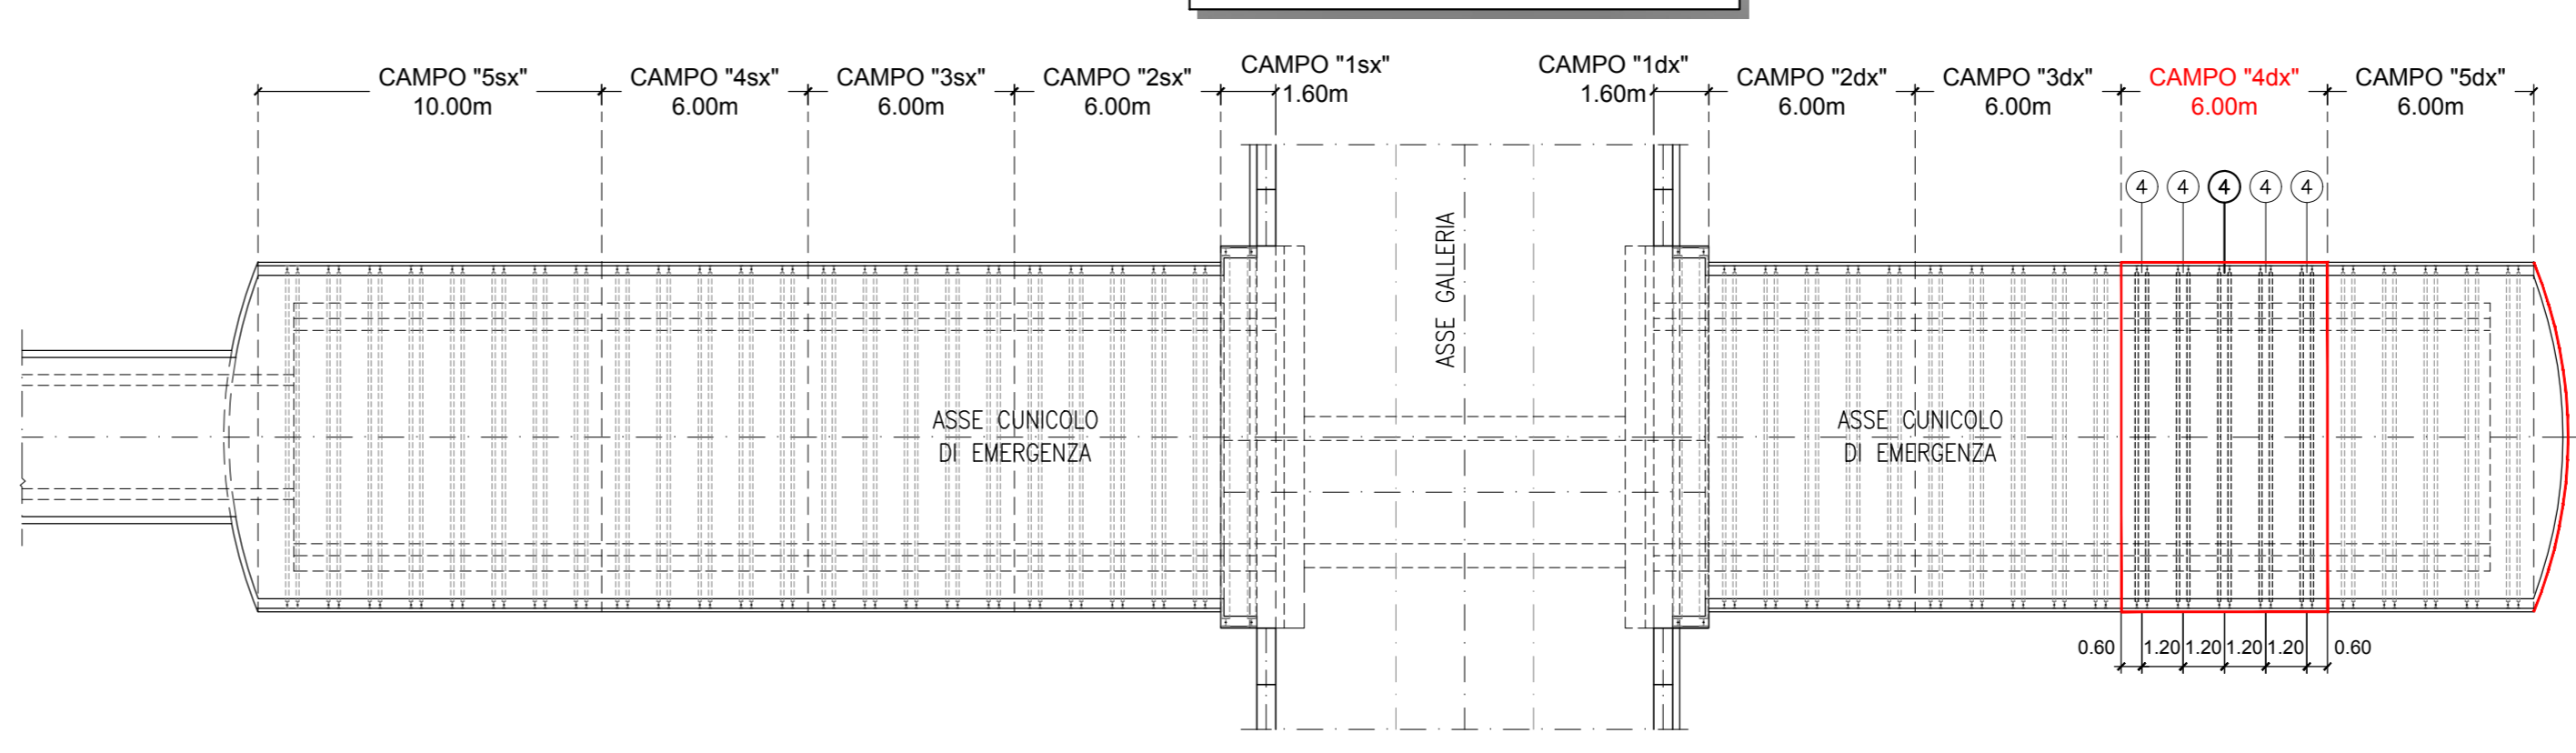 CAMPO "5sx"
10.00m
CAMPO "4sx"
6.00m
CAMPO "3sx"
6.00m
CAMPO "2sx"
6.00m
CAMPO "1sx"
1.60m
CAMPO "1dx"
1.60m
CAMPO "2dx"
6.00m
CAMPO "3dx"
6.00m
CAMPO "4dx"
6.00m
CAMPO "5dx"
6.00m
4 4 4 4 4
ASSE GALLERIA
ASSE CUNICOLO
DI EMERGENZA
ASSE CUNICOLO
DI EMERGENZA
0.60 1.20 1.20 1.20 1.20 0.60